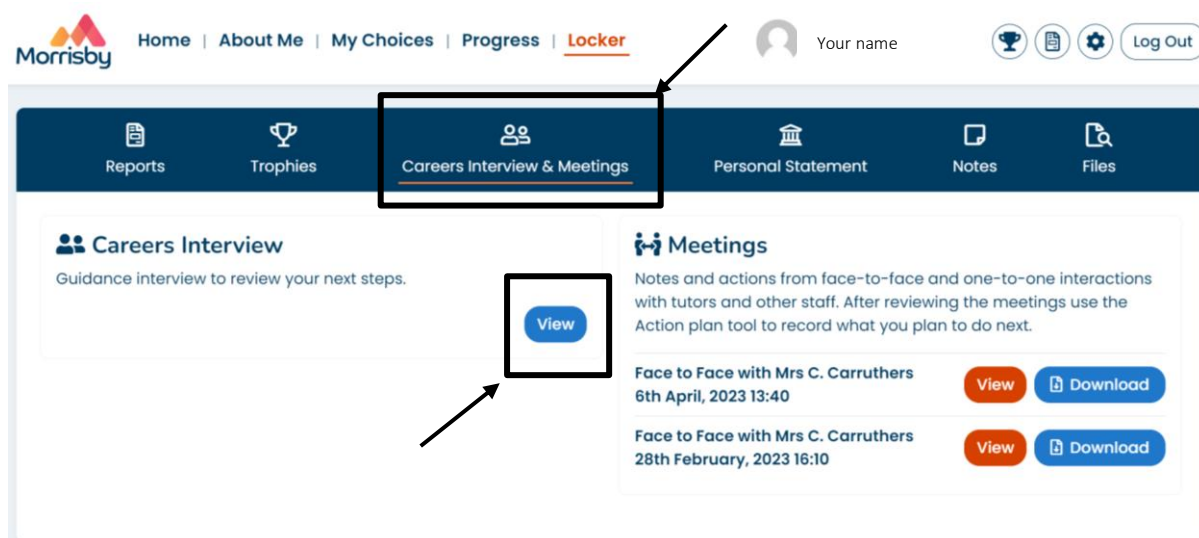 Morrisby
Home | About Me | My Choices | Progress | Locker
Your name
Log Out
Reports
Trophies
Careers Interview & Meetings
Personal Statement
Notes
Files
Careers Interview
Guidance interview to review your next steps.
View
Meetings
Notes and actions from face-to-face and one-to-one interactions
with tutors and other staff. After reviewing the meetings use the
Action plan tool to record what you plan to do next.
Face to Face with Mrs C. Carruthers
6th April, 2023 13:40
View
Download
Face to Face with Mrs C. Carruthers
28th February, 2023 16:10
View
Download